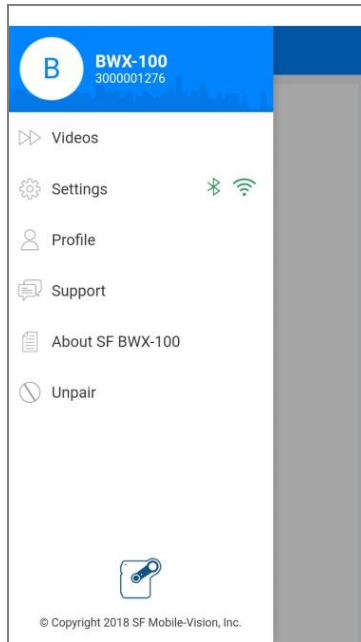 B
BWX-100
3000001276
Videos
Settings
Profile
Support
About SF BWX-100
Unpair
© Copyright 2018 SF Mobile-Vision, Inc.